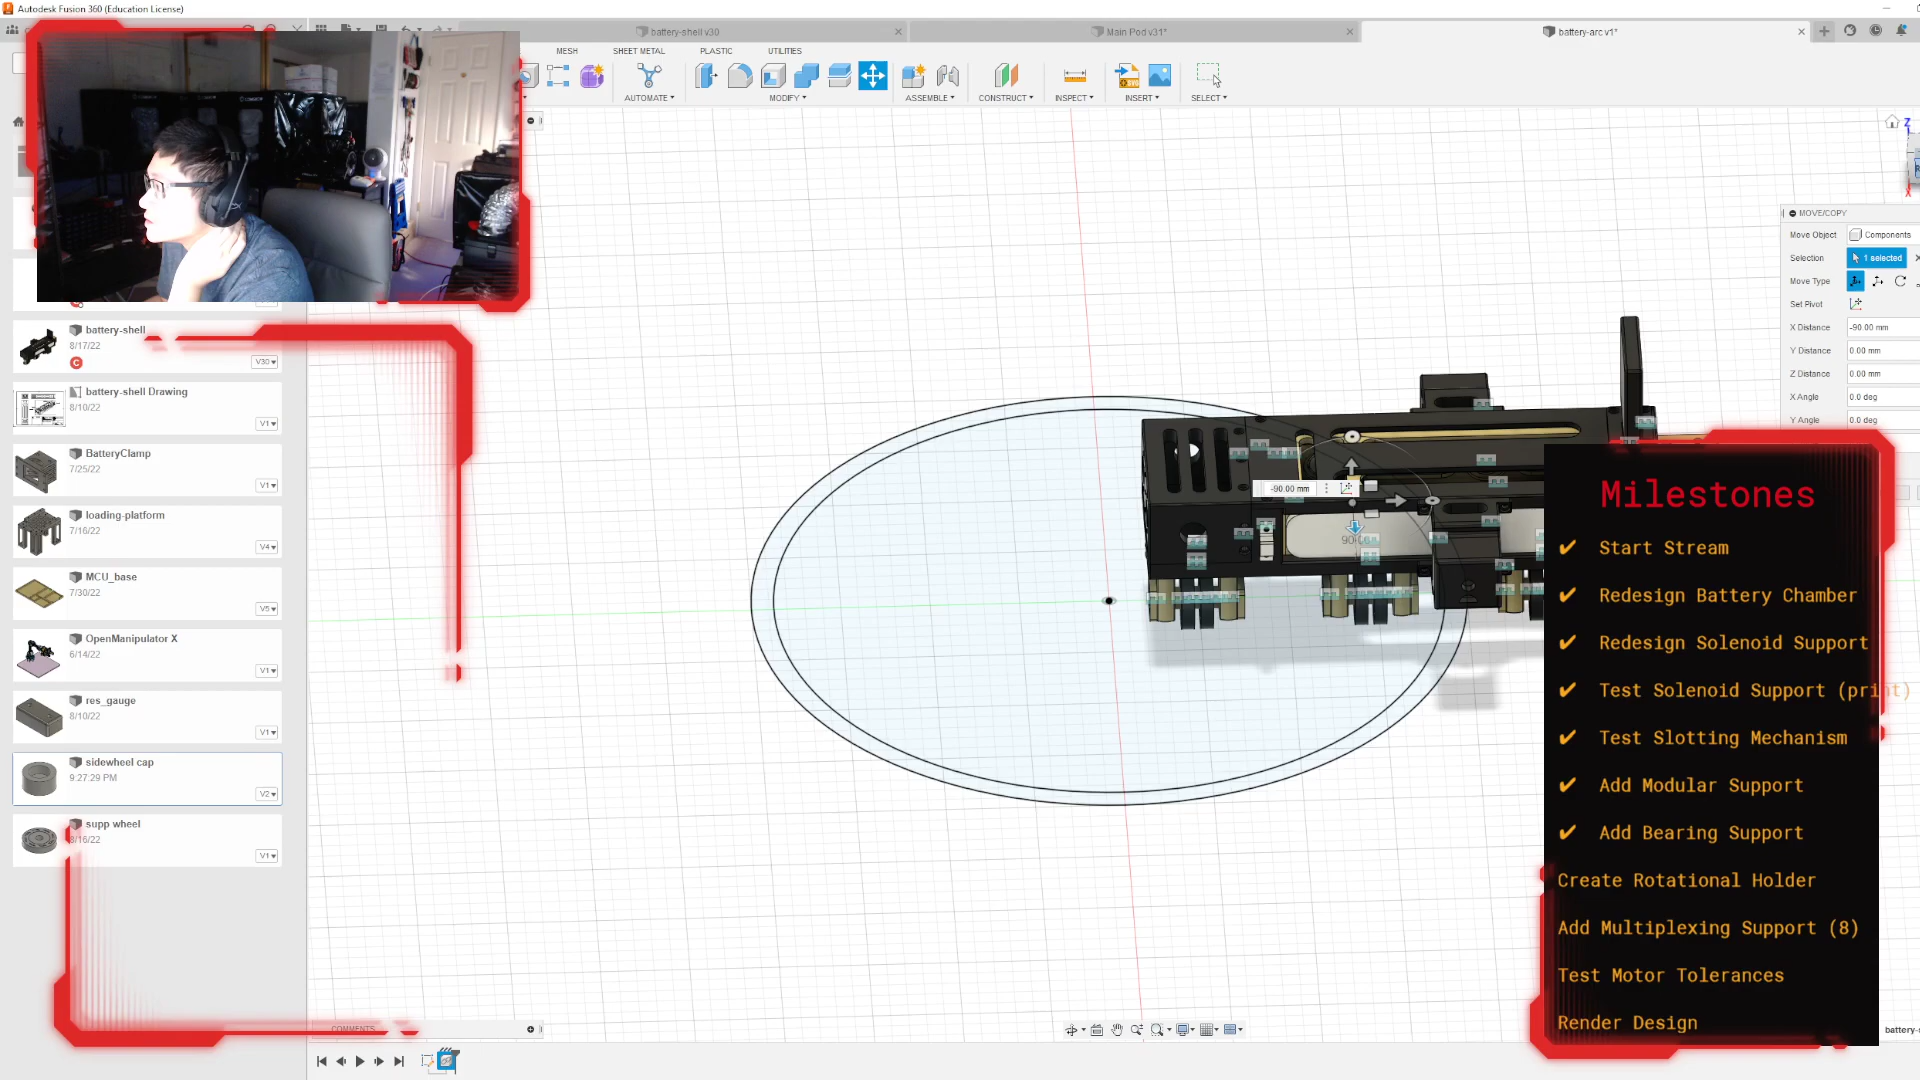 Autodesk Fusion 360 (Education License)
battery-shell v30
Main Pod v31*
battery-arc v1*
MESH
SHEET METAL
PLASTIC
UTILITIES
AUTOMATE
MODIFY
ASSEMBLE
CONSTRUCT
INSPECT
INSERT
SELECT
Z
X
MOVE/COPY
Move Object
Components
Selection
1 selected
Move Type
Set Pivot
X Distance
-90.00 mm
Y Distance
0.00 mm
Z Distance
0.00 mm
X Angle
0.0 deg
Y Angle
0.0 deg
battery-shell
8/17/22
C
V30
battery-shell Drawing
8/10/22
V1
BatteryClamp
7/25/22
V1
loading-platform
7/16/22
V4
MCU_base
7/30/22
V5
OpenManipulator X
6/14/22
V1
res_gauge
8/10/22
V1
sidewheel cap
9:27:29 PM
V2
supp wheel
8/16/22
V1
-90.00 mm
Milestones
✔ Start Stream
✔ Redesign Battery Chamber
✔ Redesign Solenoid Support
✔ Test Solenoid Support (print)
✔ Test Slotting Mechanism
✔ Add Modular Support
✔ Add Bearing Support
Create Rotational Holder
Add Multiplexing Support (8)
Test Motor Tolerances
Render Design
COMMENTS
battery-s